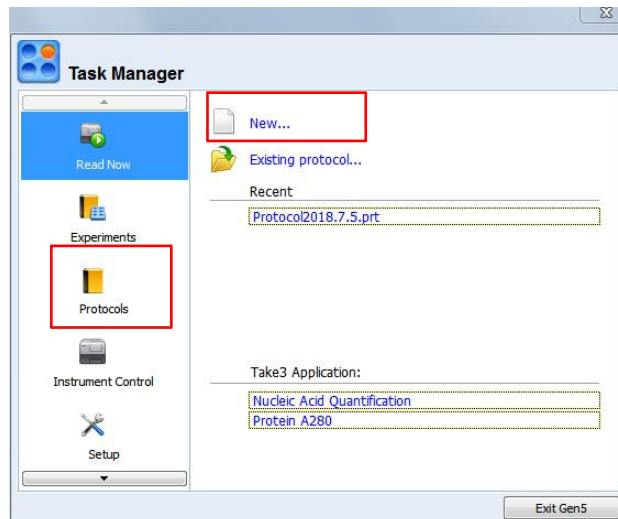 Task Manager
Read Now
Experiments
Protocols
Instrument Control
Setup
New...
Existing protocol...
Recent
Protocol2018.7.5.prt
Take3 Application:
Nucleic Acid Quantification
Protein A280
Exit Gen5